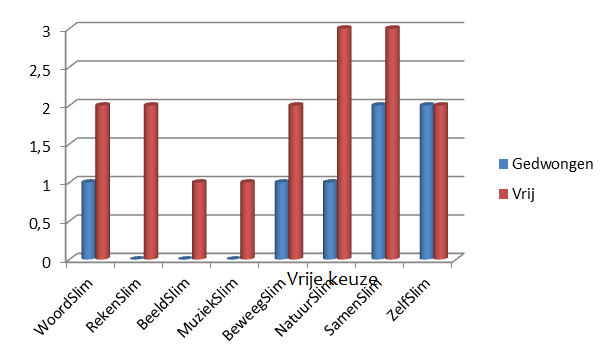 3
2,5
2
1,5
1
0,5
0
WoordSlim
RekenSlim
BeeldSlim
MuziekSlim
BeweegSlim
NatuurSlim
SamenSlim
ZelfSlim
Vrije keuze
Gedwongen
Vrij